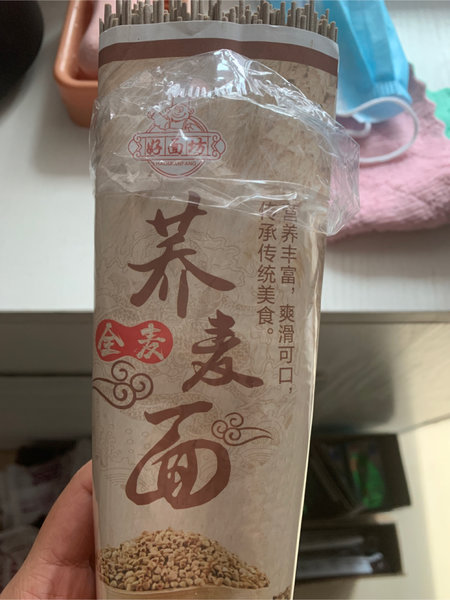 好面坊
HAOMIANFANG
荞麦面
全麦
营养丰富，爽滑可口，
传承传统美食。